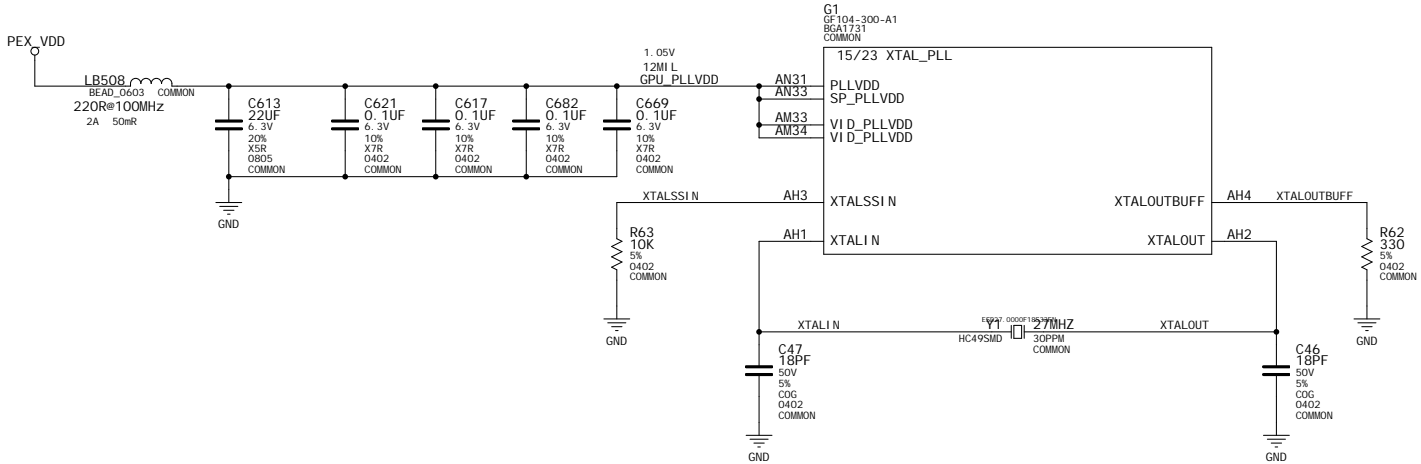 G1
GF104-300-A1
BGA1731
COMMON
15/23 XTAL_PLL
PEX_VDD
LB508
BEAD_0603 COMMON
220R@100MHz
2A 50mR
1.05V
12MIL
GPU_PLLVDD
C613
22UF
6.3V
20%
X5R
0805
COMMON
C621
0.1UF
6.3V
10%
X7R
0402
COMMON
C617
0.1UF
6.3V
10%
X7R
0402
COMMON
C682
0.1UF
6.3V
10%
X7R
0402
COMMON
C669
0.1UF
6.3V
10%
X7R
0402
COMMON
GND
AN31 PLLVDD
AN33 SP_PLLVDD
AM33 VID_PLLVDD
AM34 VID_PLLVDD
XTALSSIN AH3 XTALSSIN
AH1 XTALIN
XTALOUTBUFF AH4 XTALOUTBUFF
XTALOUT AH2
R63
10K
5%
0402
COMMON
GND
R62
330
5%
0402
COMMON
GND
XTALIN
Y1
HC49SMD
27MHZ
30PPM
COMMON
XTALOUT
C47
18PF
50V
5%
C0G
0402
COMMON
GND
C46
18PF
50V
5%
C0G
0402
COMMON
GND